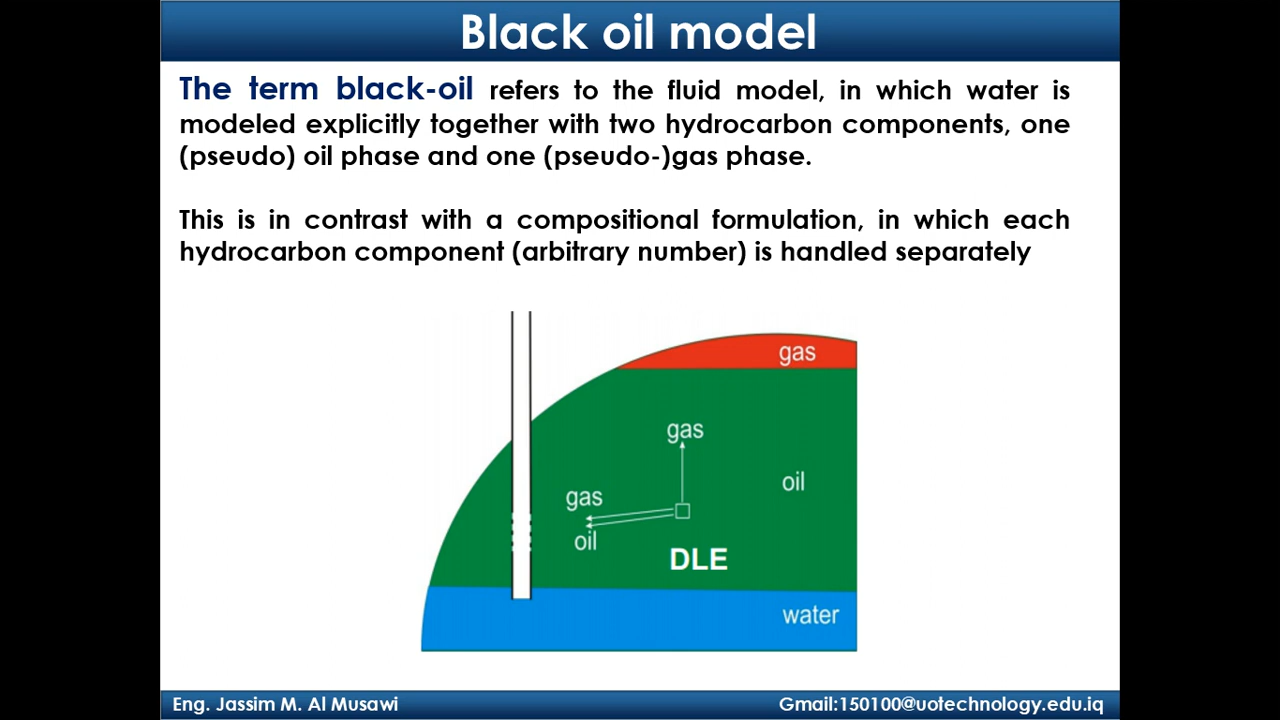 Black oil model
The term black-oil refers to the fluid model, in which water is
modeled explicitly together with two hydrocarbon components, one
(pseudo) oil phase and one (pseudo-)gas phase.
This is in contrast with a compositional formulation, in which each
hydrocarbon component (arbitrary number) is handled separately
gas
gas
oil
gas
oil
DLE
water
Eng. Jassim M. Al Musawi
Gmail:150100@uotechnology.edu.iq